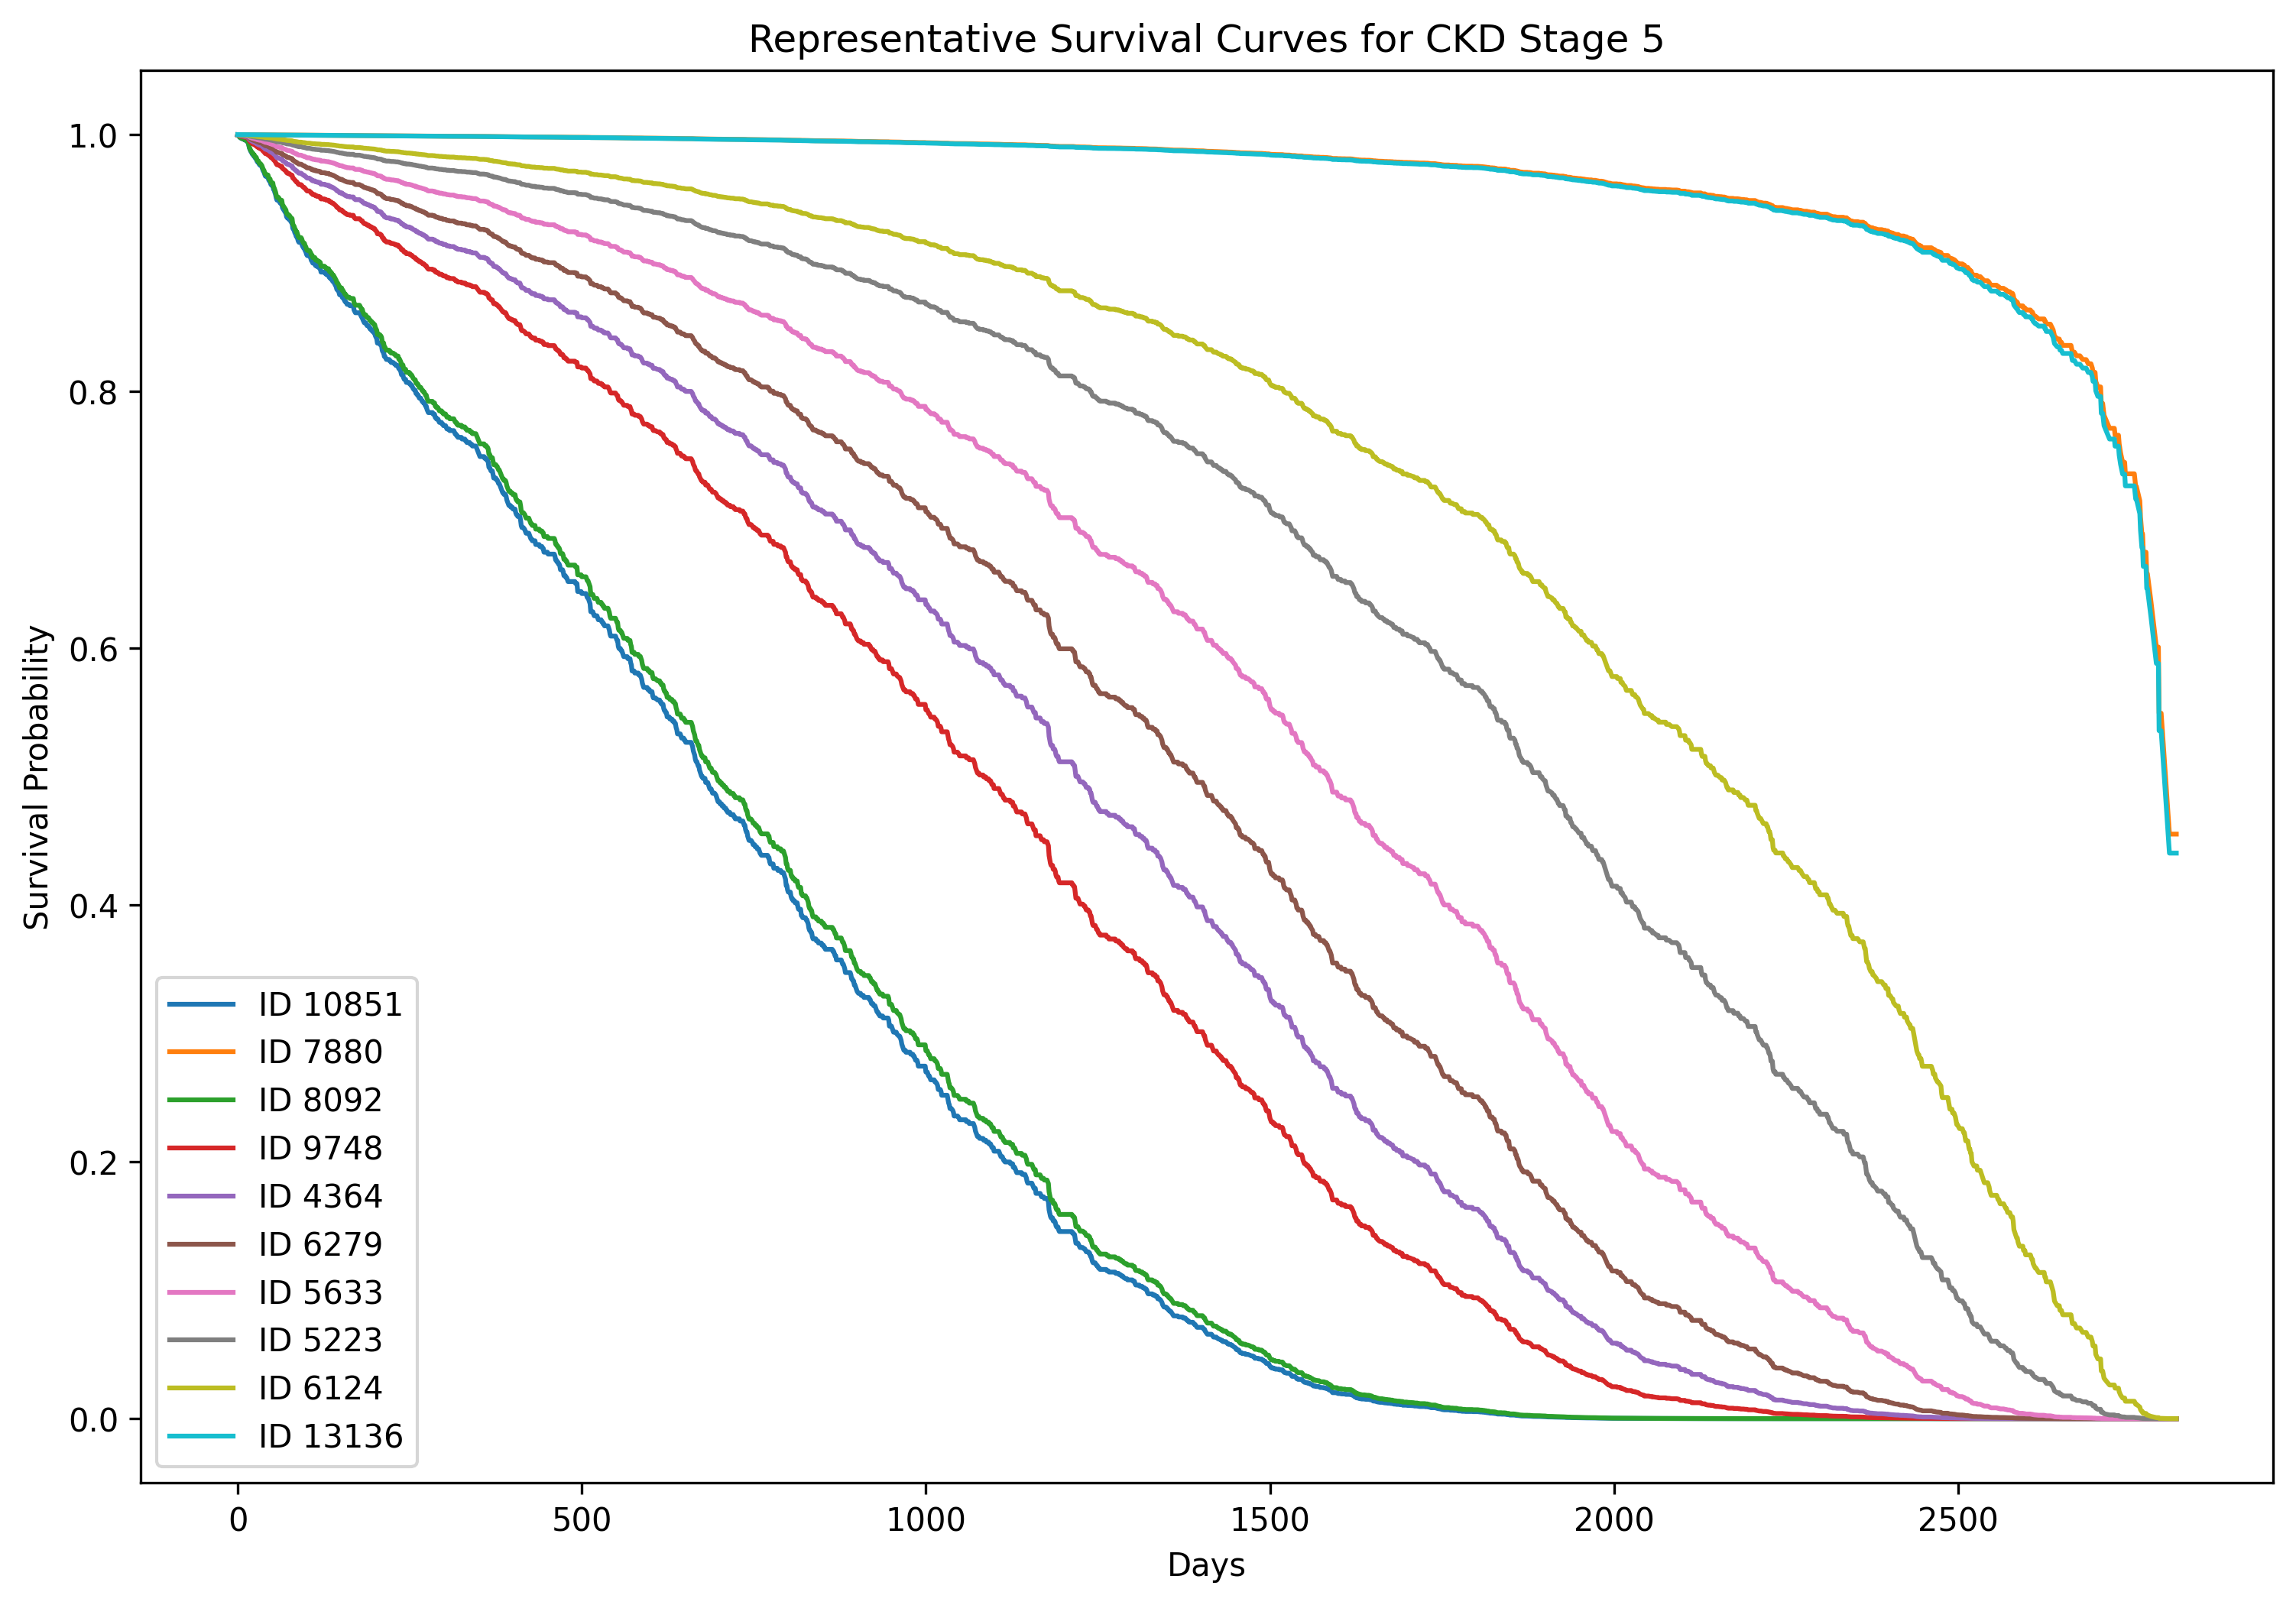 Representative Survival Curves for CKD Stage 5
Survival Probability
1.0
0.8
0.6
0.4
0.2
0.0
ID 10851
ID 7880
ID 8092
ID 9748
ID 4364
ID 6279
ID 5633
ID 5223
ID 6124
ID 13136
0 500 1000 1500 2000 2500
Days